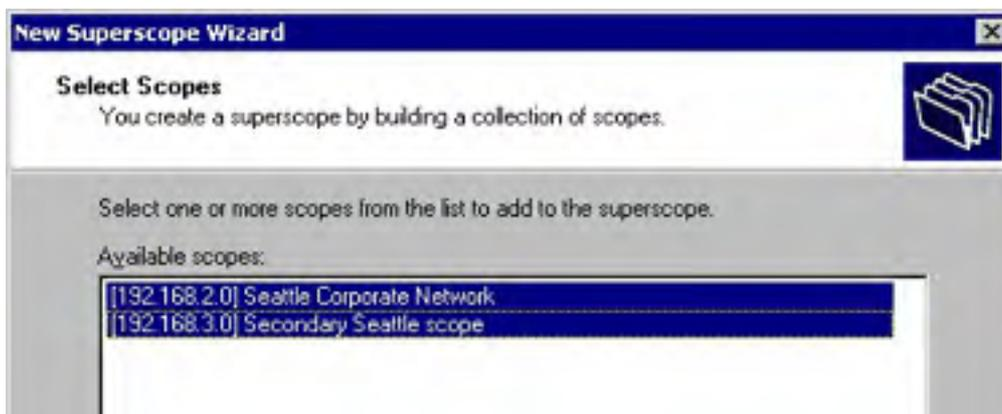 New Superscope Wizard
Select Scopes
You create a superscope by building a collection of scopes.
Select one or more scopes from the list to add to the superscope.
Available scopes:
[192.168.2.0] Seattle Corporate Network
[192.168.3.0] Secondary Seattle scope